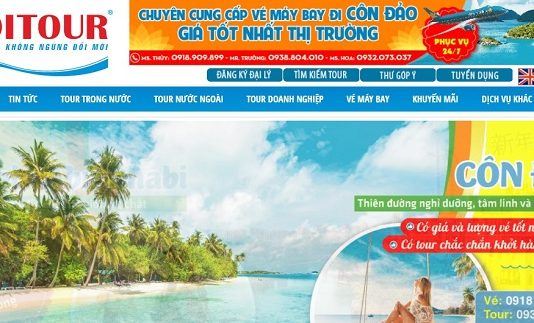 ITOUR®
KHÔNG NGỪNG ĐỔI MỚI
CHUYÊN CUNG CẤP VÉ MÁY BAY ĐI CÔN ĐẢO
GIÁ TỐT NHẤT THỊ TRƯỜNG
PHỤC VỤ
24/7
MS. THỦY: 0918.909.899 MR. TRƯỜNG: 0938.804.010 MS. HOA: 0932.073.037
ĐĂNG KÝ ĐẠI LÝ TÌM KIẾM TOUR THƯ GÓP Ý TUYỂN DỤNG
TIN TỨC TOUR TRONG NƯỚC TOUR NƯỚC NGOÀI TOUR DOANH NGHIỆP VÉ MÁY BAY KHUYẾN MÃI DỊCH VỤ KHÁC
CÔN
Thiên đường nghỉ dưỡng, tâm linh và
Có giá và lượng vé tốt
Có tour chắc chắn khởi
Vé: 0918
Tour: 093